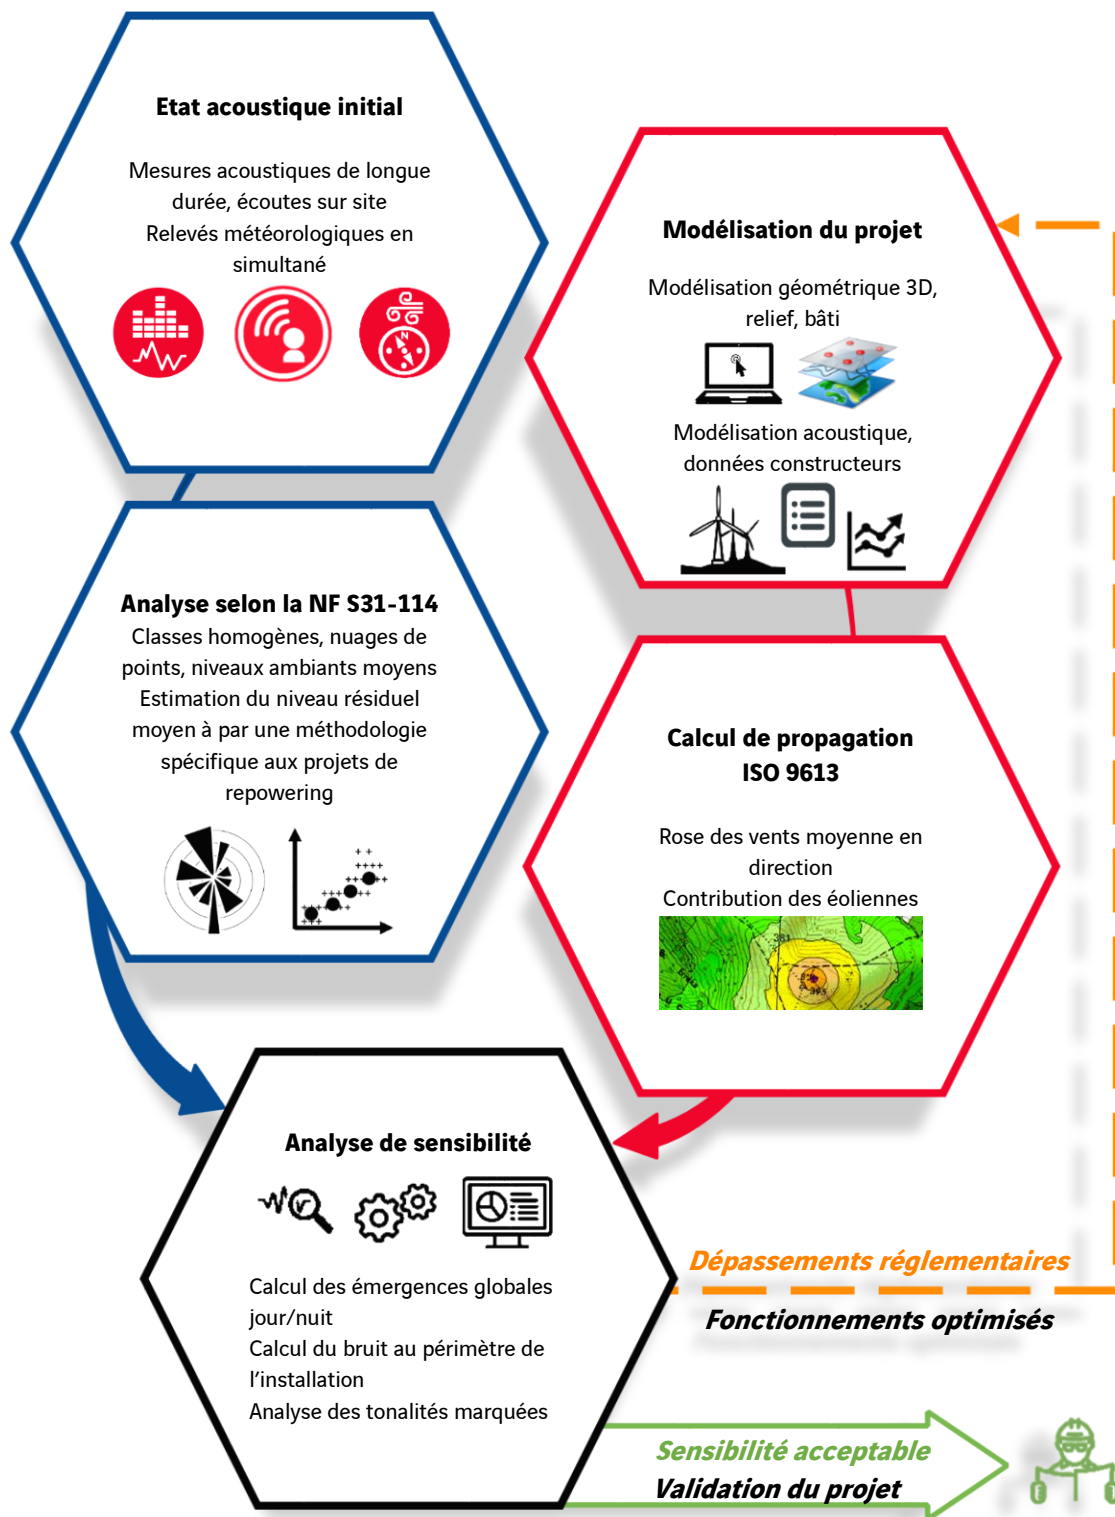 Etat acoustique initial
Mesures acoustiques de longue
durée, écoutes sur site
Relevés météorologiques en
simultané
Modélisation du projet
Modélisation géométrique 3D,
relief, bâti
Modélisation acoustique,
données constructeurs
Analyse selon la NF S31-114
Classes homogènes, nuages de
points, niveaux ambiants moyens
Estimation du niveau résiduel
moyen à par une méthodologie
spécifique aux projets de
repowering
Calcul de propagation
ISO 9613
Rose des vents moyenne en
direction
Contribution des éoliennes
381
395
Analyse de sensibilité
Calcul des émergences globales
jour/nuit
Calcul du bruit au périmètre de
l'installation
Analyse des tonalités marquées
Dépassements réglementaires
Fonctionnements optimisés
Sensibilité acceptable
Validation du projet